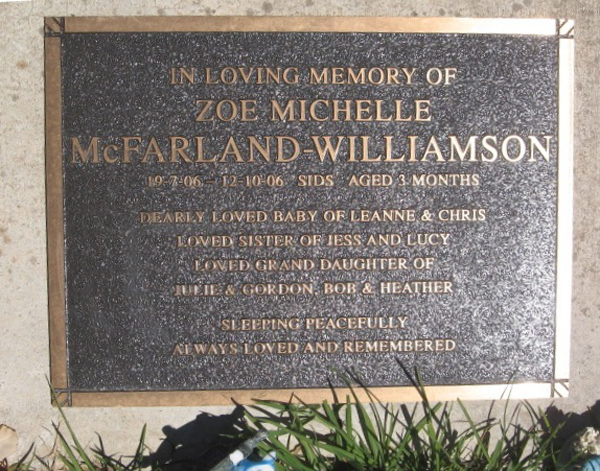 IN LOVING MEMORY OF
ZOE MICHELLE
McFARLAND-WILLIAMSON
19-7-06 - 12-10-06 SIDS AGED 3 MONTHS
DEARLY LOVED BABY OF LEANNE & CHRIS
LOVED SISTER OF JESS AND LUCY
LOVED GRAND DAUGHTER OF
JULIE & GORDON, BOB & HEATHER
SLEEPING PEACEFULLY
ALWAYS LOVED AND REMEMBERED